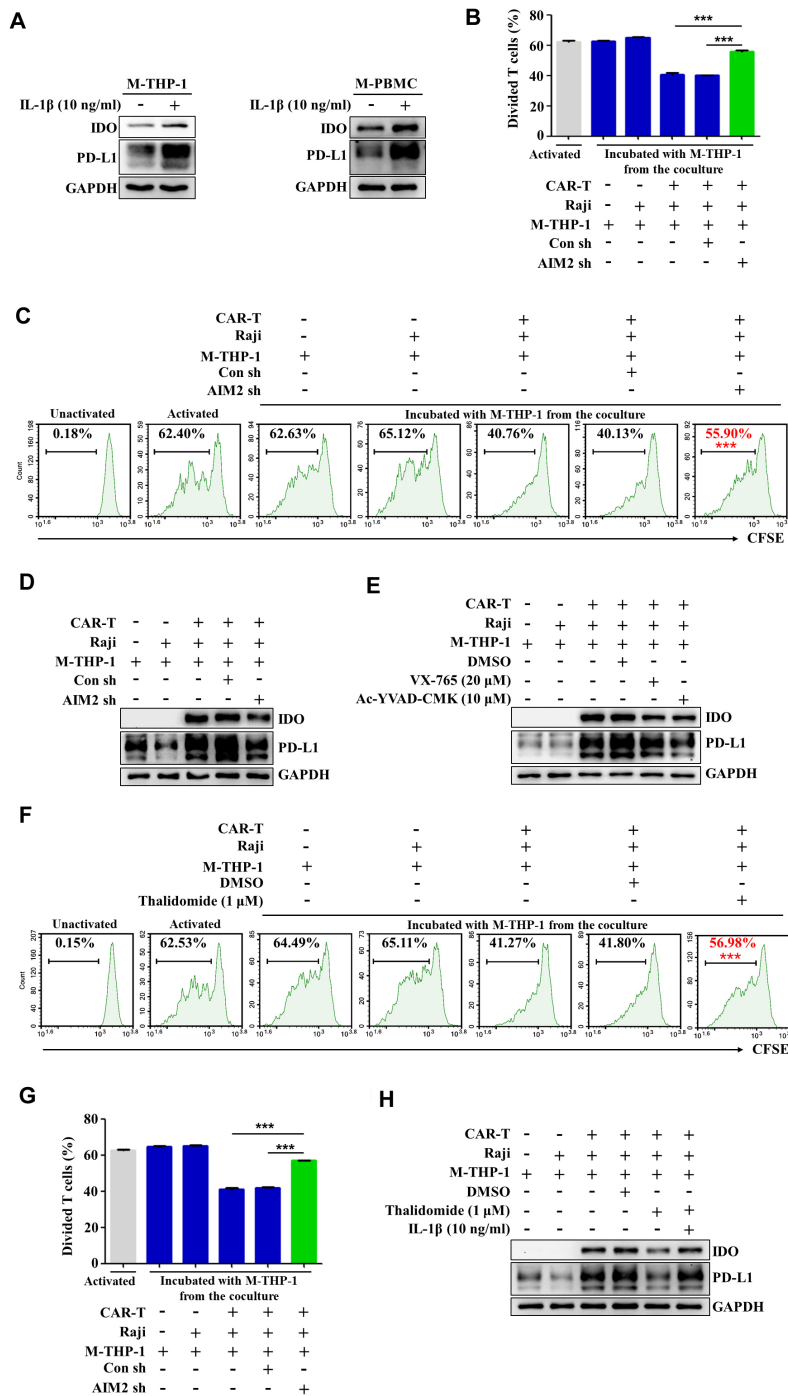 A
M-THP-1
IL-1β (10 ng/ml) - +
IDO
PD-L1
GAPDH
M-PBMC
IL-1β (10 ng/ml) - +
IDO
PD-L1
GAPDH
B
Divided T cells (%)
80
60
40
20
0
***
***
Activated
Incubated with M-THP-1
from the coculture
CAR-T - - + + +
Raji - + + + +
M-THP-1 + + + + +
Con sh - - - + -
AIM2 sh - - - - +
C
CAR-T - - + + +
Raji - + + + +
M-THP-1 + + + + +
Con sh - - - + -
AIM2 sh - - - - +
Unactivated Activated Incubated with M-THP-1 from the coculture
0.18% 62.40% 62.63% 65.12% 40.76% 40.13% 55.90%
***
Count
CFSE
D
CAR-T - - + + +
Raji - + + + +
M-THP-1 + + + + +
Con sh - - - + -
AIM2 sh - - - - +
IDO
PD-L1
GAPDH
E
CAR-T - - + + + +
Raji - + + + + +
M-THP-1 + + + + + +
DMSO - - - + - -
VX-765 (20 μM) - - - - + -
Ac-YVAD-CMK (10 μM) - - - - - +
IDO
PD-L1
GAPDH
F
CAR-T - - + + +
Raji - + + + +
M-THP-1 + + + + +
DMSO - - - + -
Thalidomide (1 μM) - - - - +
Unactivated Activated Incubated with M-THP-1 from the coculture
0.15% 62.53% 64.49% 65.11% 41.27% 41.80% 56.98%
***
Count
CFSE
G
Divided T cells (%)
80
60
40
20
0
***
***
Activated
Incubated with M-THP-1
from the coculture
CAR-T - - + + +
Raji - + + + +
M-THP-1 + + + + +
Con sh - - - + -
AIM2 sh - - - - +
H
CAR-T - - + + + +
Raji - + + + + +
M-THP-1 + + + + + +
DMSO - - - + - -
Thalidomide (1 μM) - - - - + +
IL-1β (10 ng/ml) - - - - - +
IDO
PD-L1
GAPDH